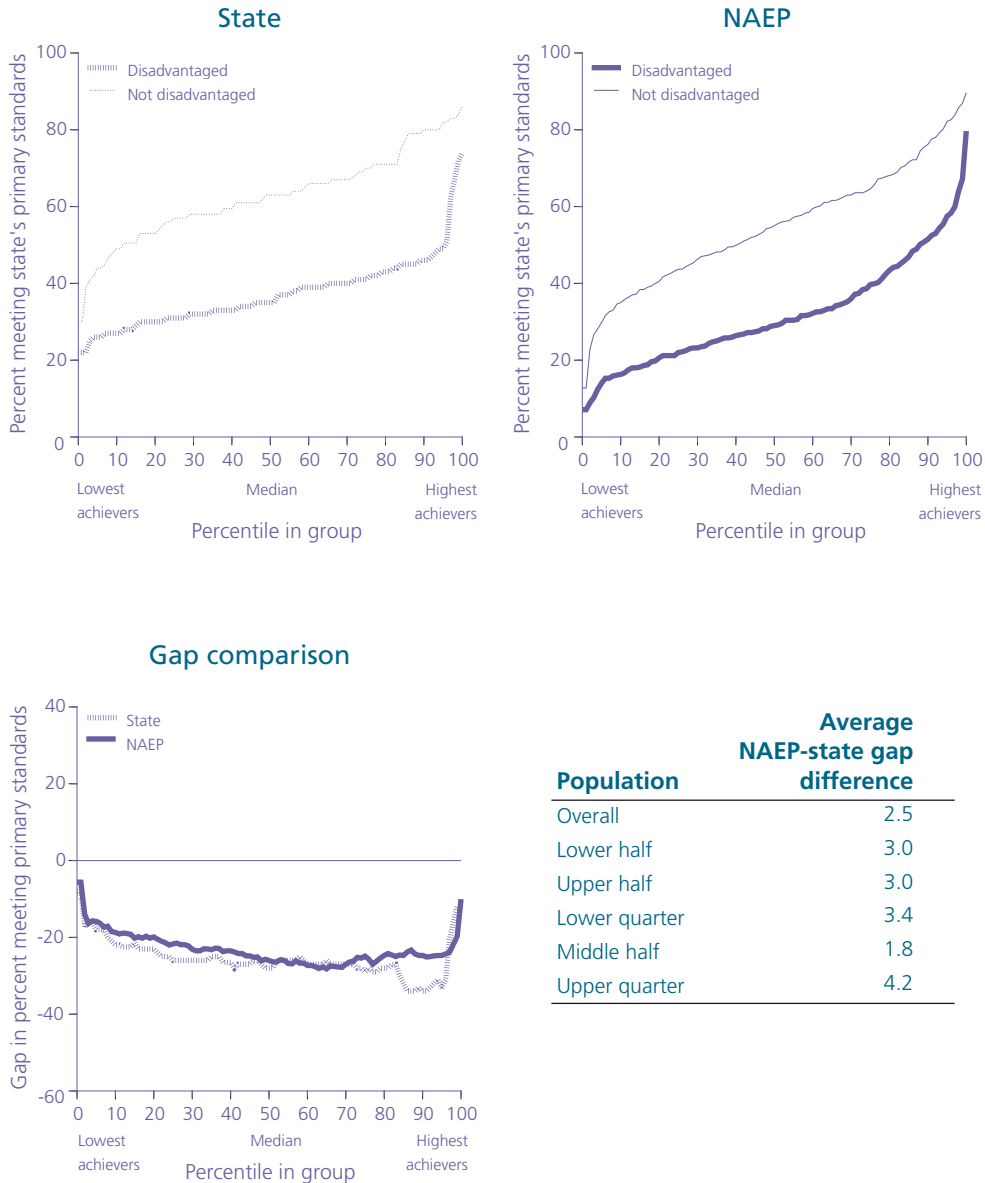 State
Percent meeting state's primary standards
100
80
60
40
20
0
Disadvantaged
Not disadvantaged
0 10 20 30 40 50 60 70 80 90 100
Lowest achievers
Median
Highest achievers
Percentile in group
NAEP
Percent meeting state's primary standards
100
80
60
40
20
0
Disadvantaged
Not disadvantaged
0 10 20 30 40 50 60 70 80 90 100
Lowest achievers
Median
Highest achievers
Percentile in group
Gap comparison
Gap in percent meeting primary standards
40
20
0
-20
-40
-60
State
NAEP
0 10 20 30 40 50 60 70 80 90 100
Lowest achievers
Median
Highest achievers
Percentile in group
Average
NAEP-state gap
Population difference
Overall 2.5
Lower half 3.0
Upper half 3.0
Lower quarter 3.4
Middle half 1.8
Upper quarter 4.2